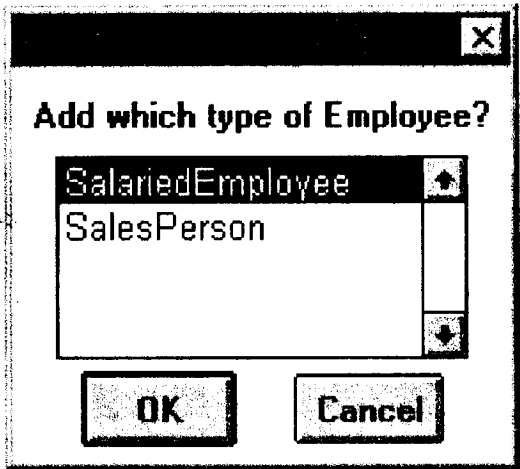 Add which type of Employee?
SalariedEmployee
SalesPerson
OK
Cancel